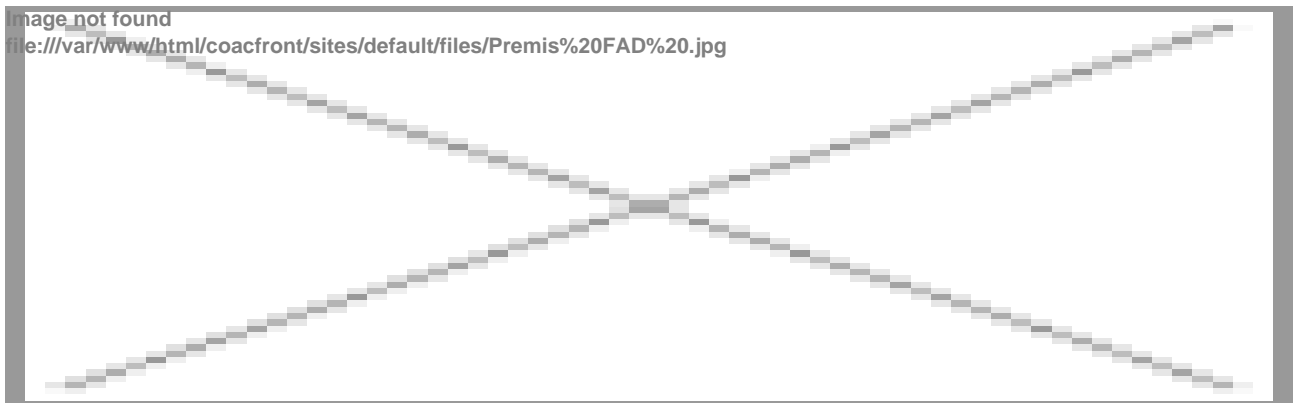 Image not found
file:///var/www/html/coacfront/sites/default/files/Premis%20FAD%20.jpg